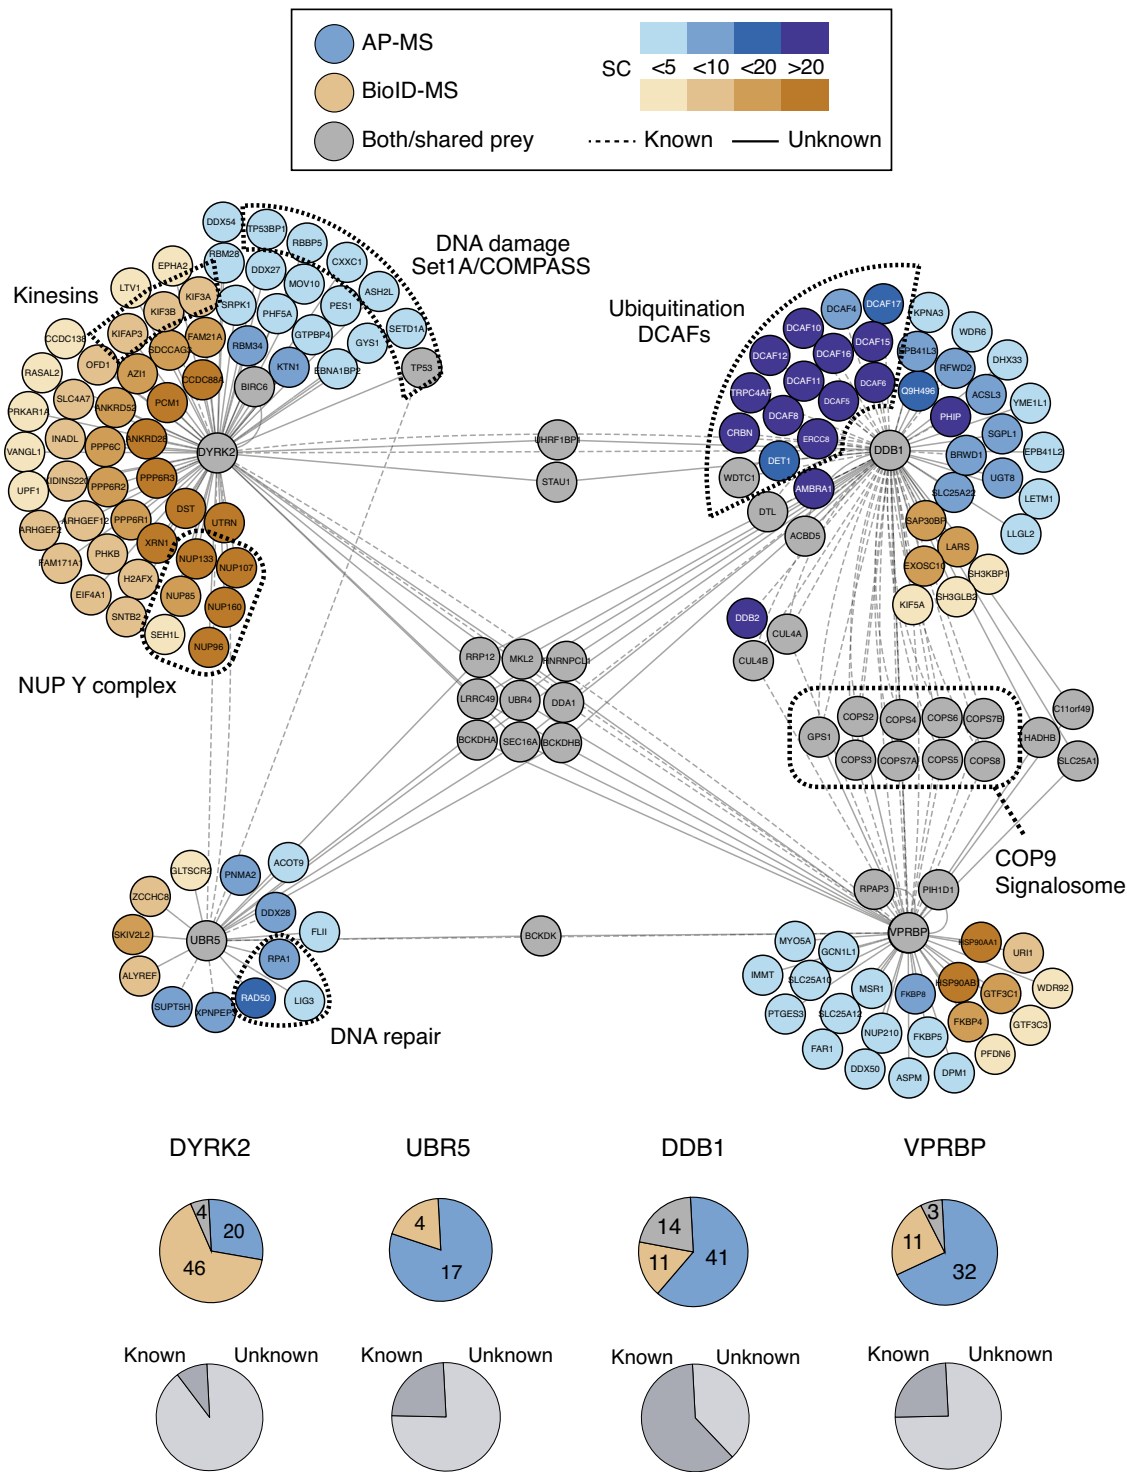 AP-MS
BioID-MS
Both/shared prey
SC <5 <10 <20 >20
Known Unknown
DNA damage
Set1A/COMPASS
Kinesins
Ubiquitination
DCAFs
NUP Y complex
COP9
Signalosome
DNA repair
DDX54
TP53BP1
RBBP5
CXXC1
ASH2L
SETD1A
TP53
RBM28
DDX27
MOV10
PES1
GYS1
SRPK1
PHF5A
GTPBP4
EBNA1BP2
RBM34
KTN1
BIRC6
EPHA2
LTV1
KIF3A
KIF3B
KIFAP3
CCDC138
OFD1
SDCCAG3
FAM21A
RASAL2
SLC4A7
AZI1
CCDC88A
PRKAR1A
ANKRD52
PCM1
INADL
PPP6C
ANKRD28
DYRK2
VANGL1
KIDINS220
PPP6R2
PPP6R3
UPF1
ARHGEF2
ARHGEF12
PPP6R1
DST
UTRN
FAM171A1
PHKB
XRN1
EIF4A1
H2AFX
SNTB2
NUP133
NUP107
NUP85
NUP160
SEH1L
NUP96
UHRF1BP1
STAU1
DCAF4
DCAF17
DCAF10
DCAF15
DCAF12
DCAF16
TRPC4AP
DCAF11
DCAF6
DCAF5
DCAF8
CRBN
ERCC8
DET1
WDTC1
AMBRA1
DTL
ACBD5
DDB1
KPNA3
WDR6
EPB41L3
RFWD2
DHX33
Q9H496
ACSL3
YME1L1
PHIP
SGPL1
EPB41L2
BRWD1
UGT8
SLC25A22
LETM1
LLGL2
SAP30BP
LARS
EXOSC10
SH3KBP1
SH3GLB2
KIF5A
DDB2
CUL4A
CUL4B
RRP12
MKL2
HNRNPCL1
LRRC49
UBR4
DDA1
BCKDHA
SEC16A
BCKDHB
GPS1
COPS2
COPS4
COPS6
COPS7B
COPS3
COPS7A
COPS5
COPS8
C11orf49
HADHB
SLC25A1
GLTSCR2
PNMA2
ACOT9
ZCCHC8
DDX28
FLII
SKIV2L2
UBR5
RPA1
ALYREF
SUPT5H
XPNPEP3
RAD50
LIG3
BCKDK
RPAP3
PIH1D1
VPRBP
MYO5A
GCN1L1
HSP90AA1
URI1
IMMT
SLC25A10
MSR1
FKBP8
HSP90AB1
GTF3C1
WDR92
PTGES3
SLC25A12
NUP210
FKBP5
FKBP4
GTF3C3
FAR1
PFDN6
DDX50
ASPM
DPM1
DYRK2 UBR5 DDB1 VPRBP
4 20 46
4 17
14 11 41
3 11 32
Known Unknown Known Unknown Known Unknown Known Unknown